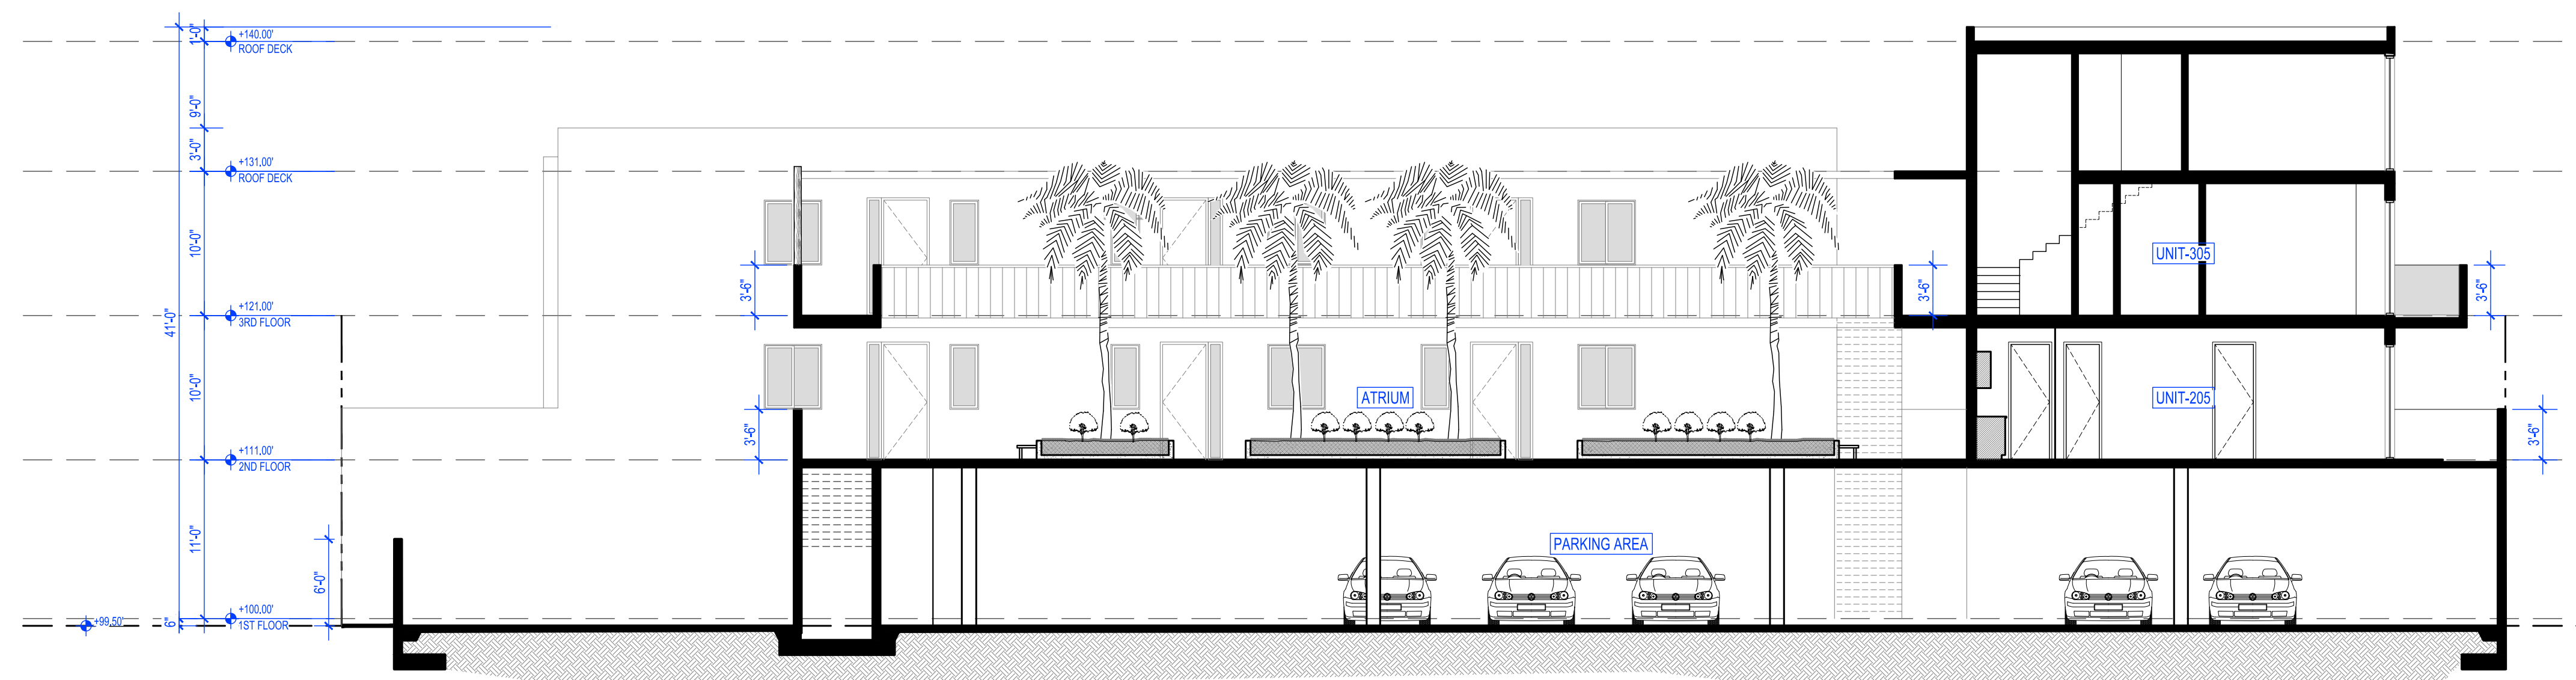 1'-0"
+140.00'
ROOF DECK
9'-0"
3'-0"
+131.00'
ROOF DECK
10'-0"
UNIT-305
3'-6"
3'-6"
3'-6"
41'-0"
+121.00'
3RD FLOOR
10'-0"
ATRIUM
UNIT-205
3'-6"
3'-6"
+111.00'
2ND FLOOR
11'-0"
PARKING AREA
6'-0"
+100.00'
1ST FLOOR
6"
+99.50'